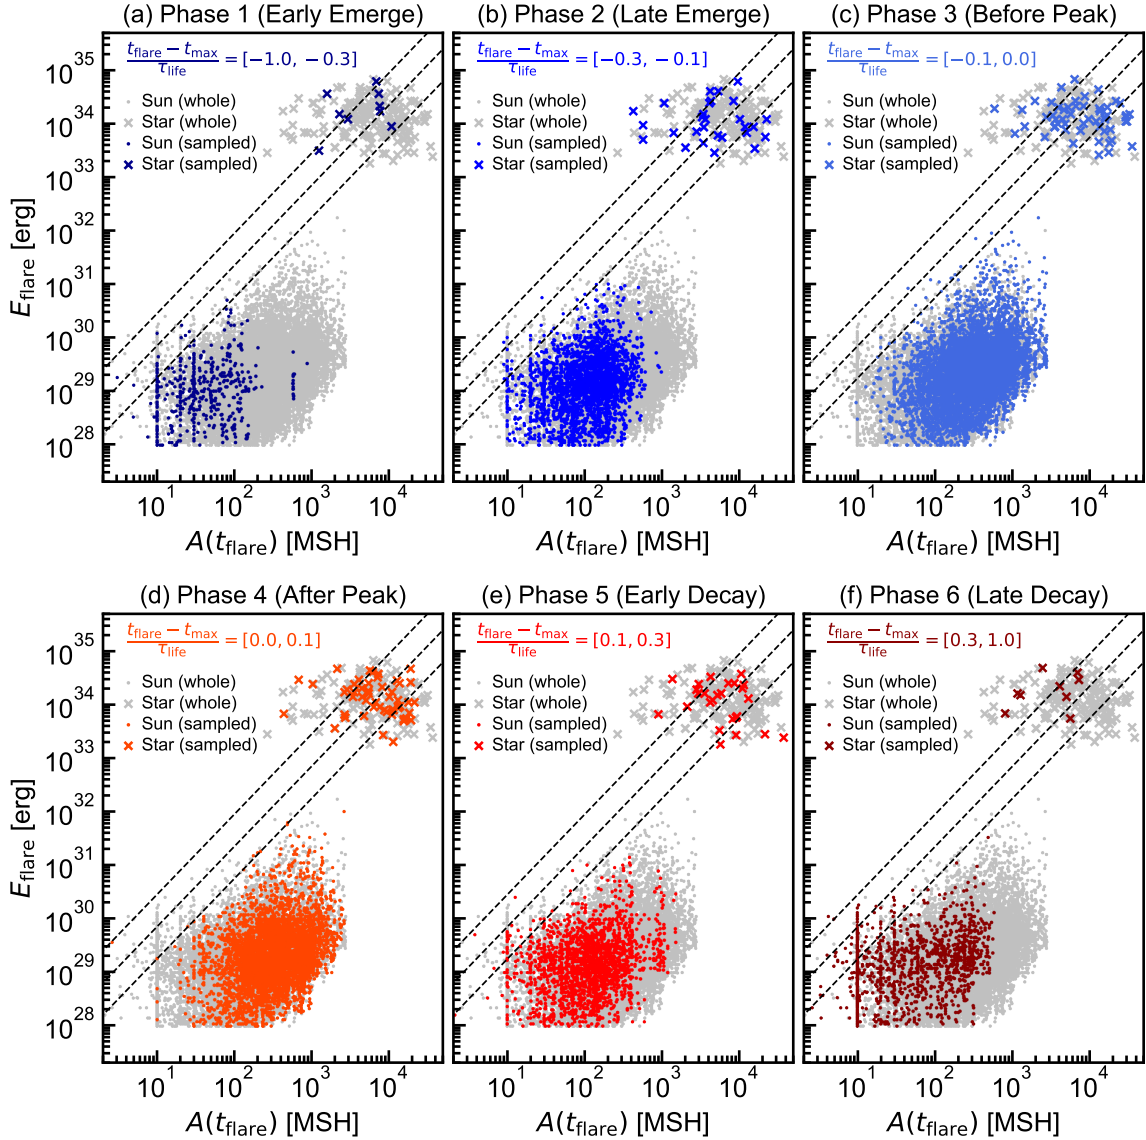 (a) Phase 1 (Early Emerge)
(b) Phase 2 (Late Emerge)
(c) Phase 3 (Before Peak)
10^35
10^34
10^33
10^32
10^31
10^30
10^29
10^28
E_flare [erg]
(t_flare − t_max)/τ_life = [−1.0, −0.3]
Sun (whole)
Star (whole)
Sun (sampled)
Star (sampled)
(t_flare − t_max)/τ_life = [−0.3, −0.1]
Sun (whole)
Star (whole)
Sun (sampled)
Star (sampled)
(t_flare − t_max)/τ_life = [−0.1, 0.0]
Sun (whole)
Star (whole)
Sun (sampled)
Star (sampled)
10^1 10^2 10^3 10^4
10^1 10^2 10^3 10^4
10^1 10^2 10^3 10^4
A(t_flare) [MSH]
A(t_flare) [MSH]
A(t_flare) [MSH]
(d) Phase 4 (After Peak)
(e) Phase 5 (Early Decay)
(f) Phase 6 (Late Decay)
10^35
10^34
10^33
10^32
10^31
10^30
10^29
10^28
E_flare [erg]
(t_flare − t_max)/τ_life = [0.0, 0.1]
Sun (whole)
Star (whole)
Sun (sampled)
Star (sampled)
(t_flare − t_max)/τ_life = [0.1, 0.3]
Sun (whole)
Star (whole)
Sun (sampled)
Star (sampled)
(t_flare − t_max)/τ_life = [0.3, 1.0]
Sun (whole)
Star (whole)
Sun (sampled)
Star (sampled)
10^1 10^2 10^3 10^4
10^1 10^2 10^3 10^4
10^1 10^2 10^3 10^4
A(t_flare) [MSH]
A(t_flare) [MSH]
A(t_flare) [MSH]